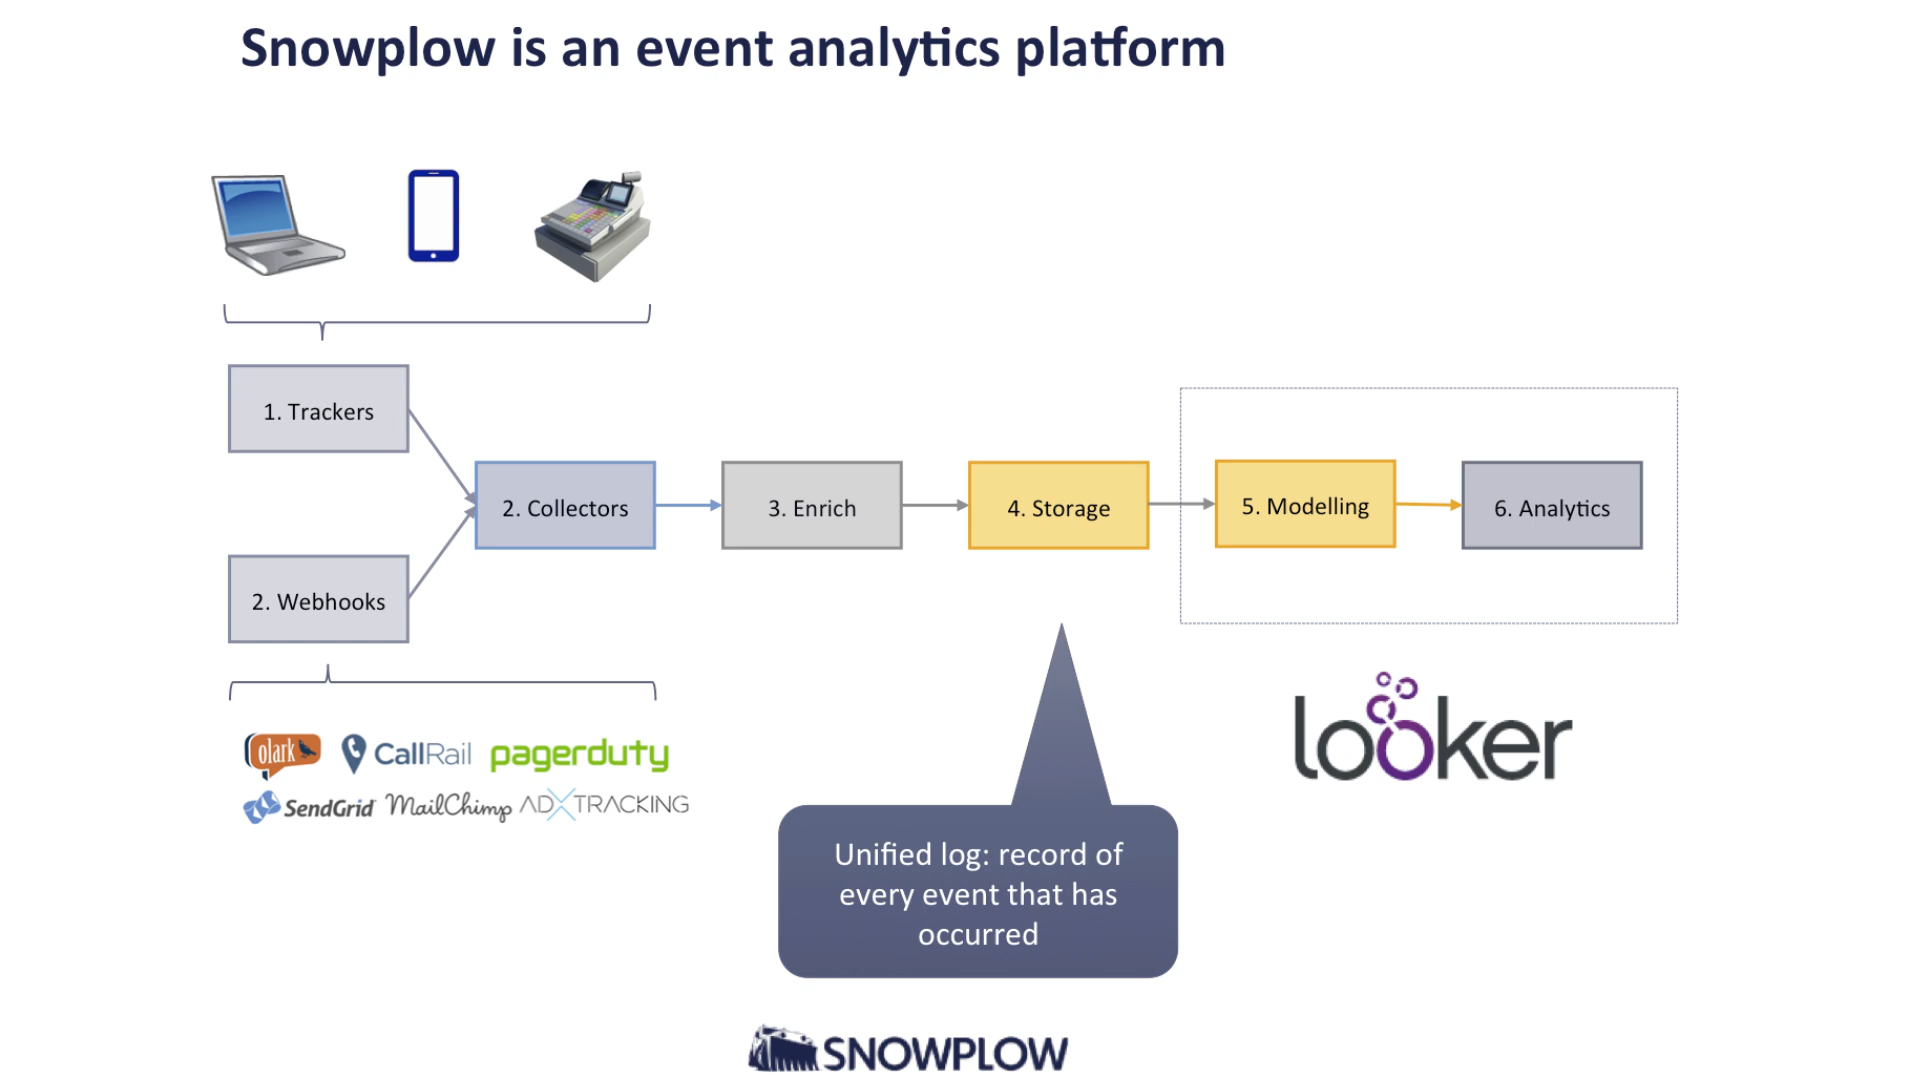 Snowplow is an event analytics platform
1. Trackers
2. Webhooks
2. Collectors
3. Enrich
4. Storage
5. Modelling
6. Analytics
olark
CallRail
pagerduty
SendGrid
MailChimp
ADXTRACKING
looker
Unified log: record of
every event that has
occurred
SNOWPLOW